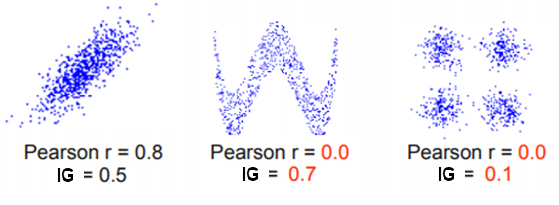 Pearson r = 0.8
IG = 0.5
Pearson r = 0.0
IG = 0.7
Pearson r = 0.0
IG = 0.1